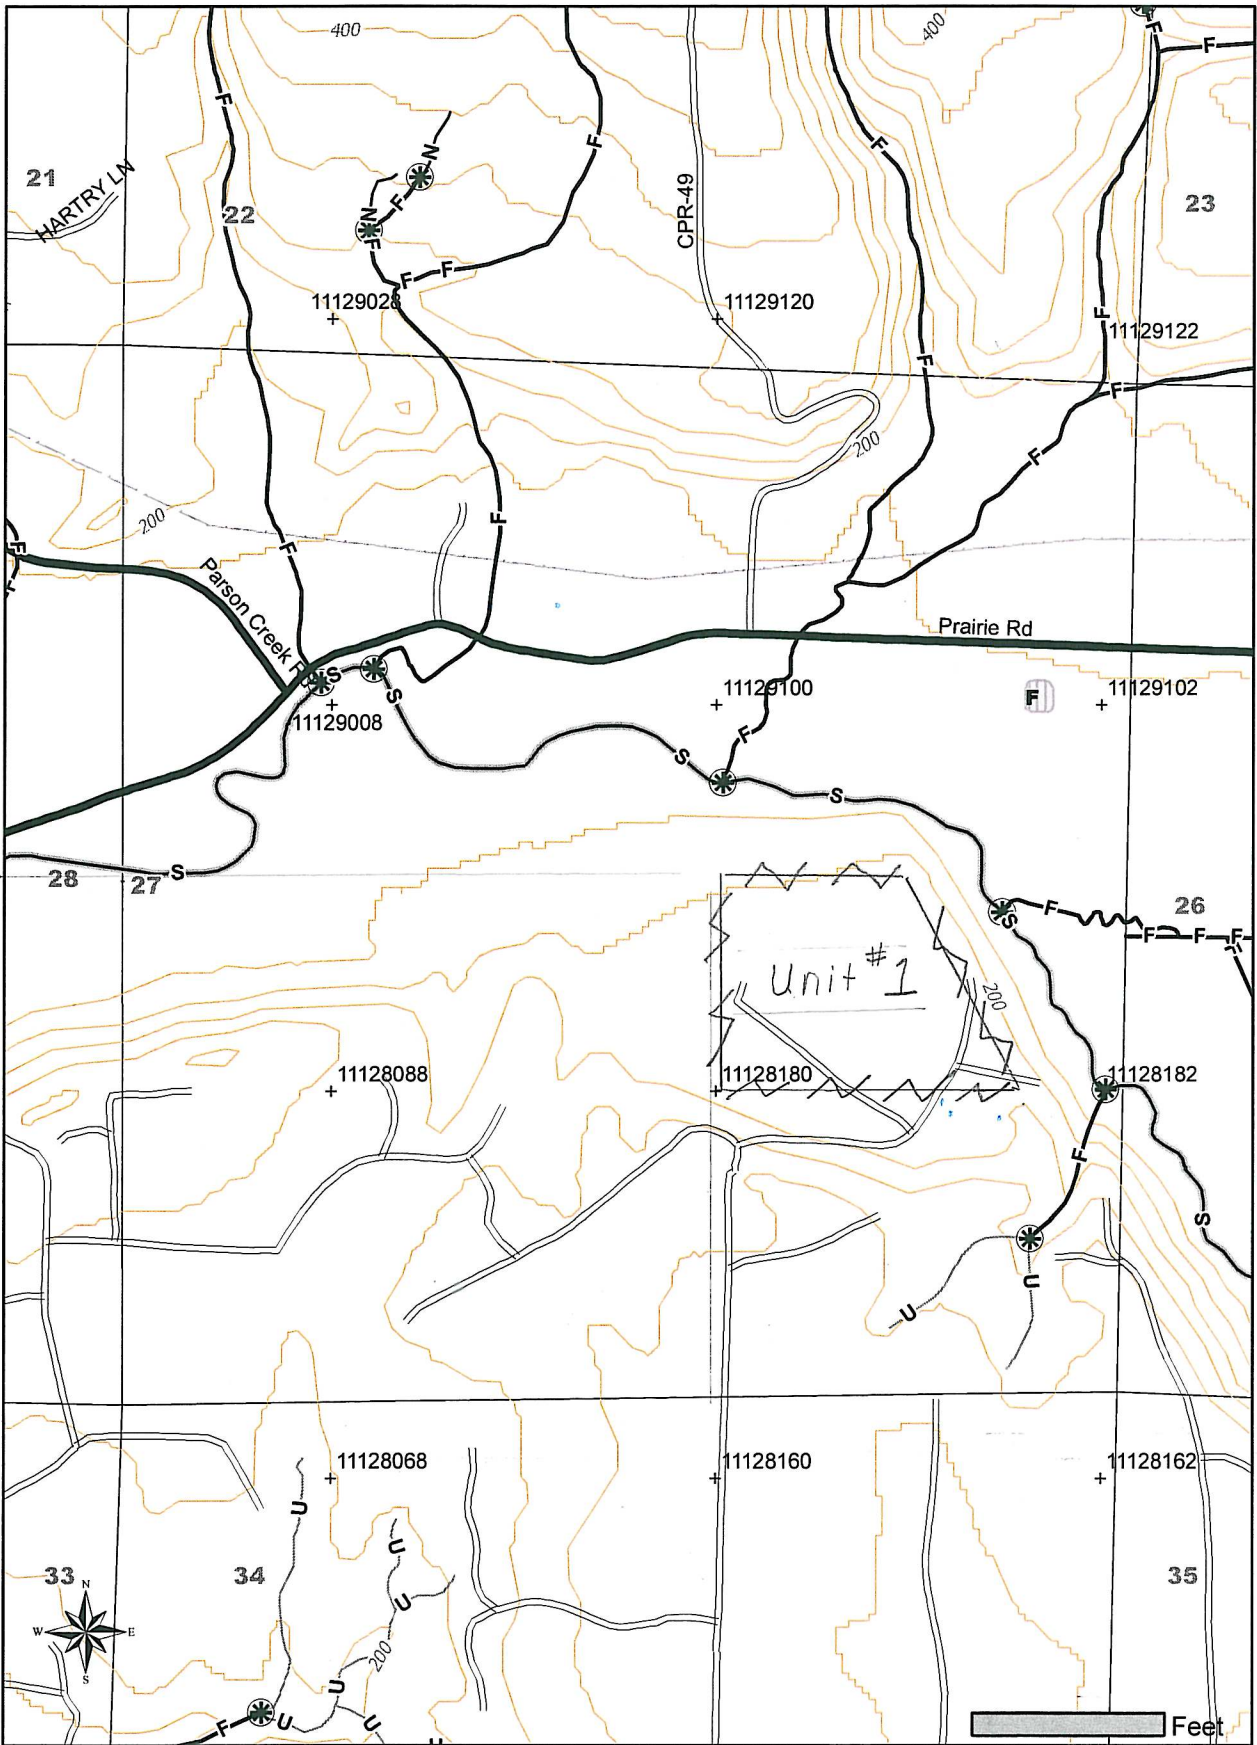 400
400
F
F
F
F
N
F
21
HARTRY LN
22
N
F
F
F
F
CPR-49
23
11129028
11129120
F
11129122
F
F
200
F
200
F
F
F
F
Parson Creek Rd
Prairie Rd
S
S
11129008
11129100
F
11129102
F
S
S
28
27
S
F
26
S
F
F
F
Unit #1
200
11128088
11128180
11128182
F
S
U
U
11128068
11128160
11128162
U
U
33
34
35
U
N
W
E
S
200
U
F
U
U
Feet